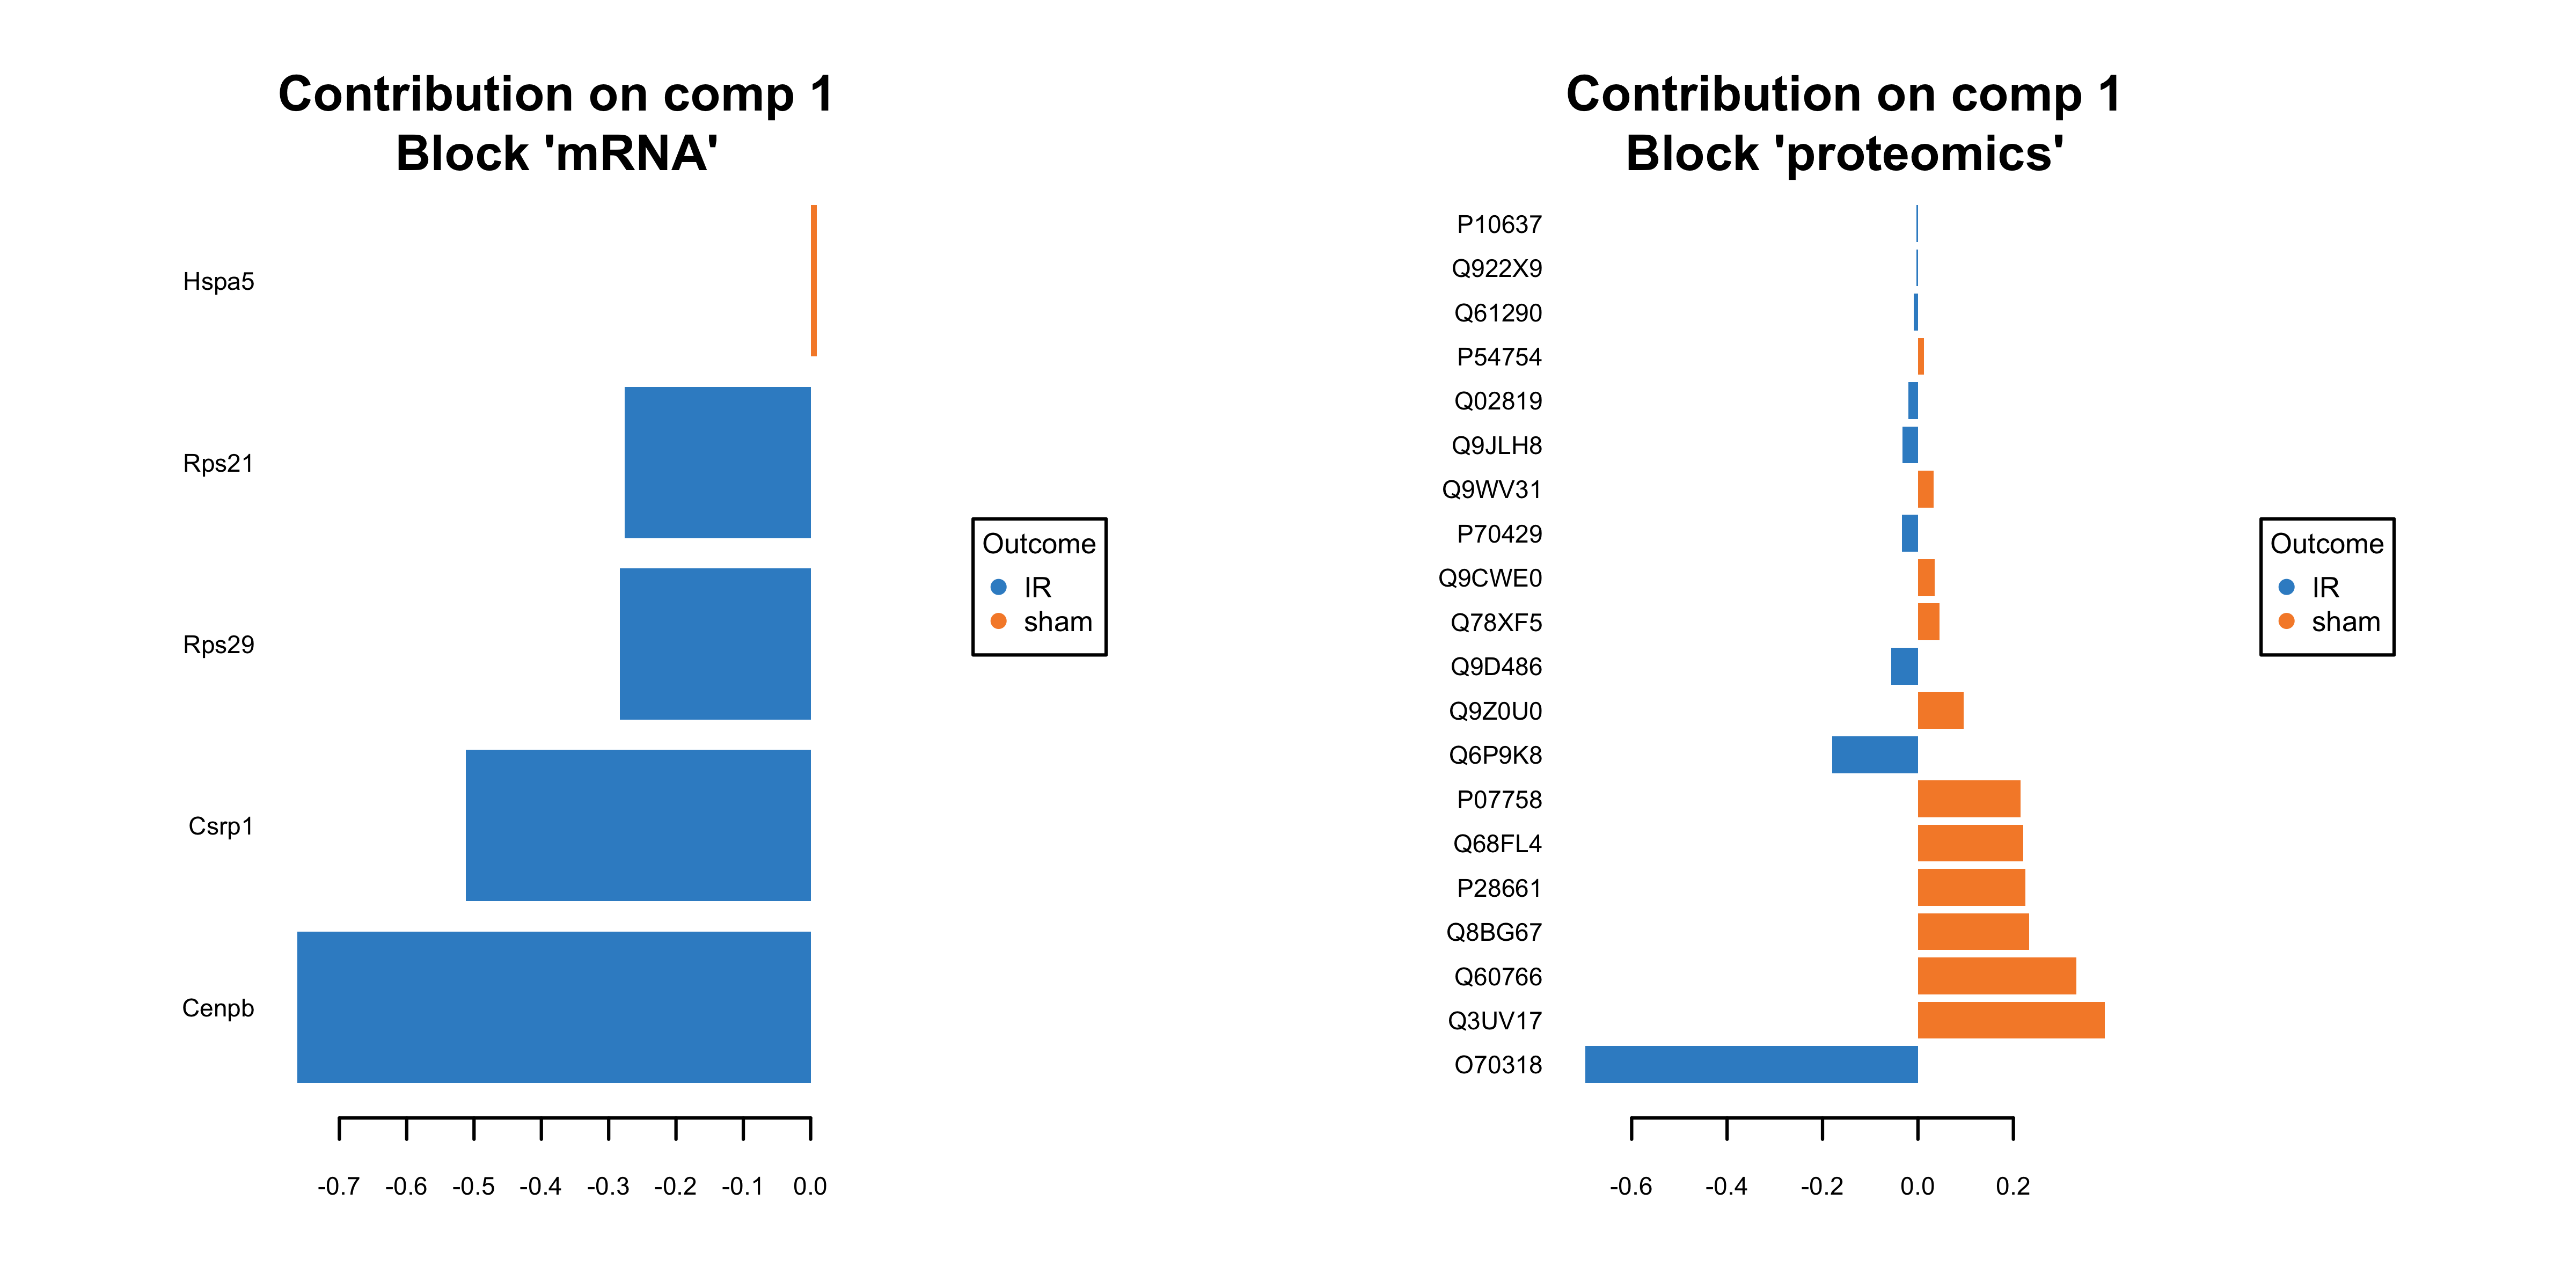 Contribution on comp 1
Block 'mRNA'
Hspa5
Rps21
Rps29
Csrp1
Cenpb
-0.7 -0.6 -0.5 -0.4 -0.3 -0.2 -0.1 0.0
Outcome
IR
sham
Contribution on comp 1
Block 'proteomics'
P10637
Q922X9
Q61290
P54754
Q02819
Q9JLH8
Q9WV31
P70429
Q9CWE0
Q78XF5
Q9D486
Q9Z0U0
Q6P9K8
P07758
Q68FL4
P28661
Q8BG67
Q60766
Q3UV17
O70318
-0.6 -0.4 -0.2 0.0 0.2
Outcome
IR
sham